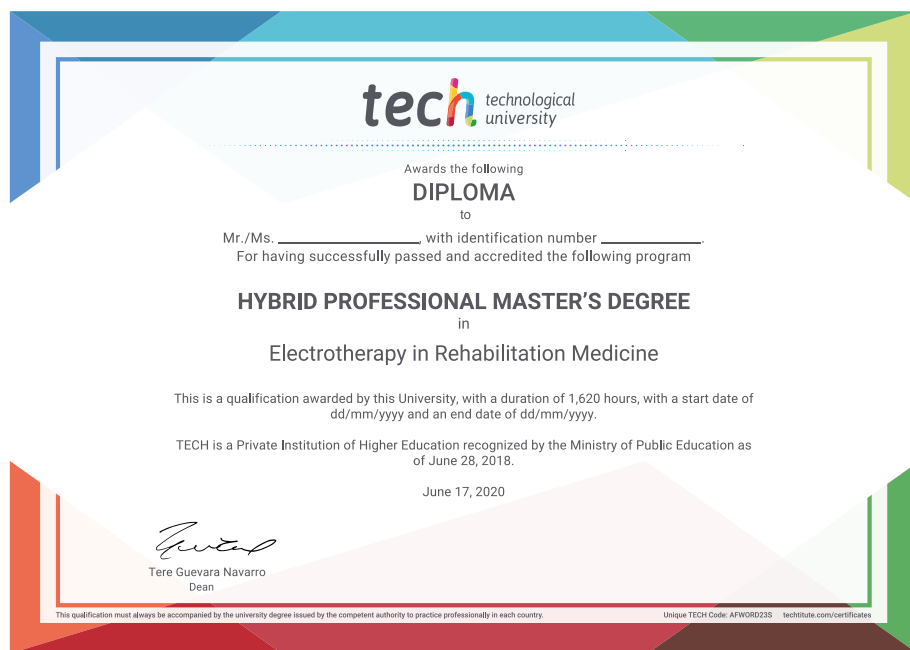 tech technological
university
Awards the following
DIPLOMA
to
Mr./Ms. ____________________, with identification number ______________.
For having successfully passed and accredited the following program
HYBRID PROFESSIONAL MASTER'S DEGREE
in
Electrotherapy in Rehabilitation Medicine
This is a qualification awarded by this University, with a duration of 1,620 hours, with a start date of
dd/mm/yyyy and an end date of dd/mm/yyyy.
TECH is a Private Institution of Higher Education recognized by the Ministry of Public Education as
of June 28, 2018.
June 17, 2020
Tere Guevara Navarro
Dean
This qualification must always be accompanied by the university degree issued by the competent authority to practice professionally in each country.
Unique TECH Code: AFWORD23S techtitute.com/certificates